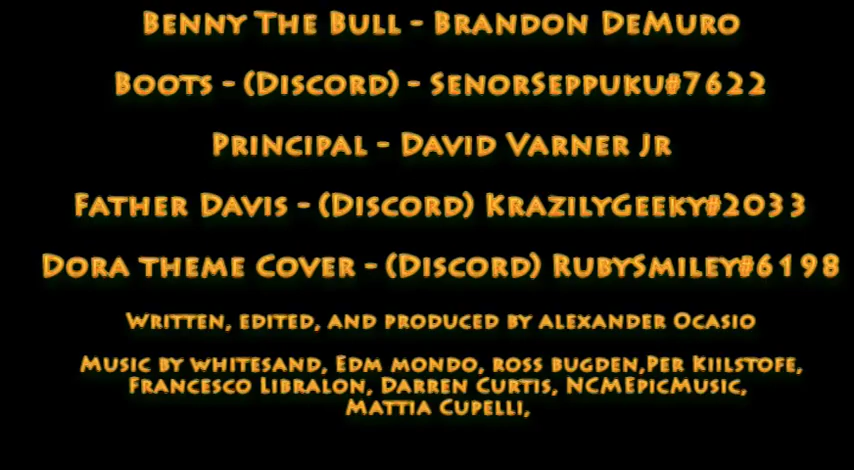 Benny The Bull - Brandon DeMuro
Boots - (Discord) - SenorSeppuku#7622
Principal - David Varner Jr
Father Davis - (Discord) KrazilyGeeky#2033
Dora theme Cover - (Discord) RubySmiley#6198
Written, edited, and produced by alexander Ocasio
Music by whitesand, Edm mondo, ross bugden,Per Kiilstofe,
Francesco Libralon, Darren Curtis, NCMEpicMusic,
Mattia Cupelli,